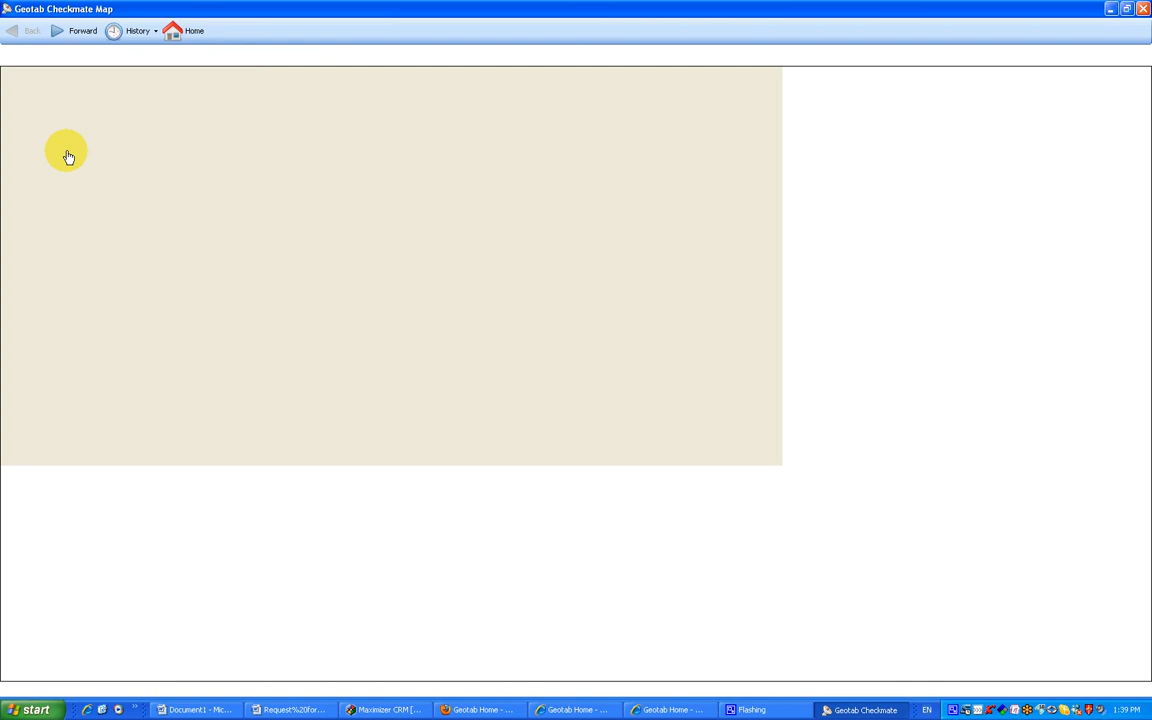 Geotab Checkmate Map
Back Forward History Home
start Document1 - Mic... Request%20for... Maximizer CRM [... Geotab Home - ... Geotab Home - ... Geotab Home - ... Flashing Geotab Checkmate EN 1:39 PM